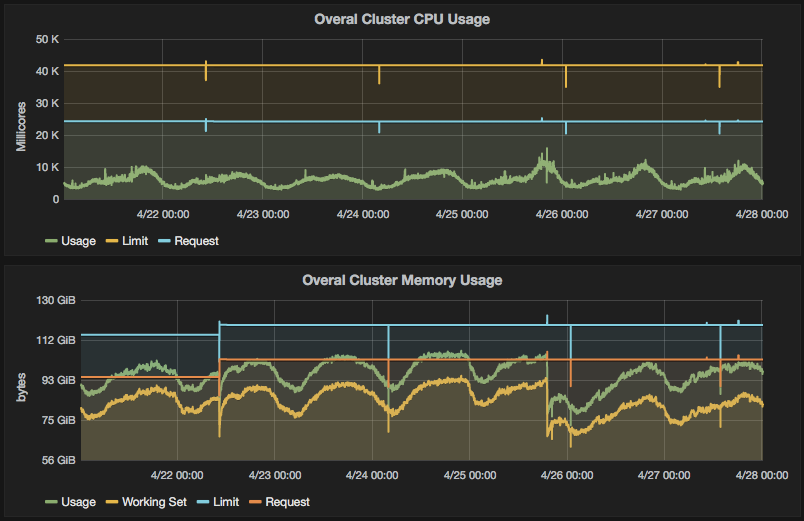 Overal Cluster CPU Usage
50 K
40 K
30 K
20 K
10 K
0
Millicores
4/22 00:00 4/23 00:00 4/24 00:00 4/25 00:00 4/26 00:00 4/27 00:00 4/28 00:00
Usage Limit Request
Overal Cluster Memory Usage
130 GiB
112 GiB
93 GiB
75 GiB
56 GiB
bytes
4/22 00:00 4/23 00:00 4/24 00:00 4/25 00:00 4/26 00:00 4/27 00:00 4/28 00:00
Usage Working Set Limit Request